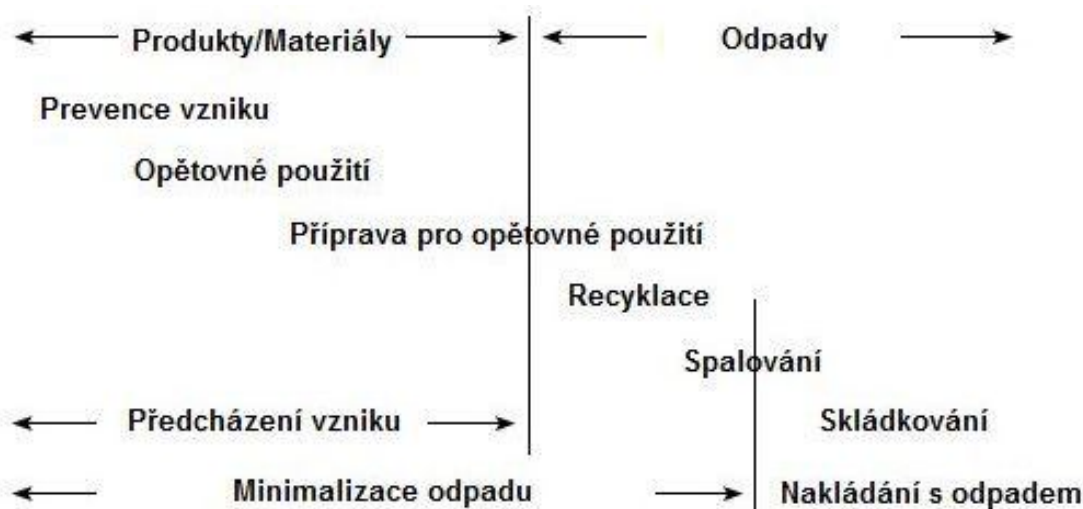 Produkty/Materiály Odpady
Prevence vzniku
Opětovné použití
Příprava pro opětovné použití
Recyklace
Spalování
Předcházení vzniku Skládkování
Minimalizace odpadu Nakládání s odpadem